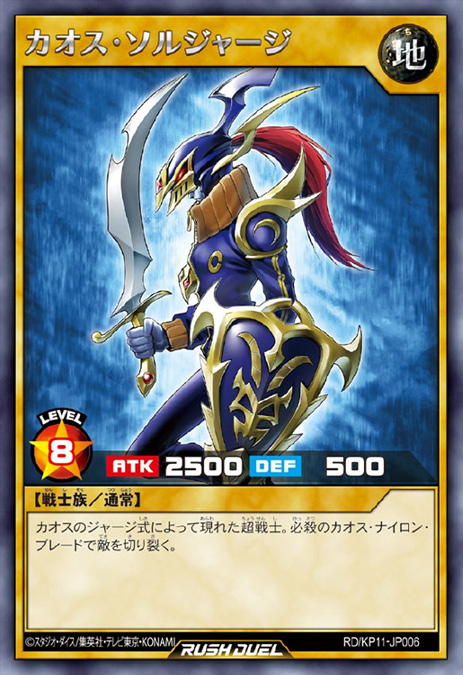 カオス・ソルジャージ
地
LEVEL
8
ATK 2500 DEF 500
【戦士族／通常】
カオスのジャージ式によって現れた超戦士。必殺のカオス・ナイロン・
ブレードで敵を切り裂く。
©スタジオ・ダイス/集英社・テレビ東京・KONAMI
RUSH DUEL
RD/KP11-JP006